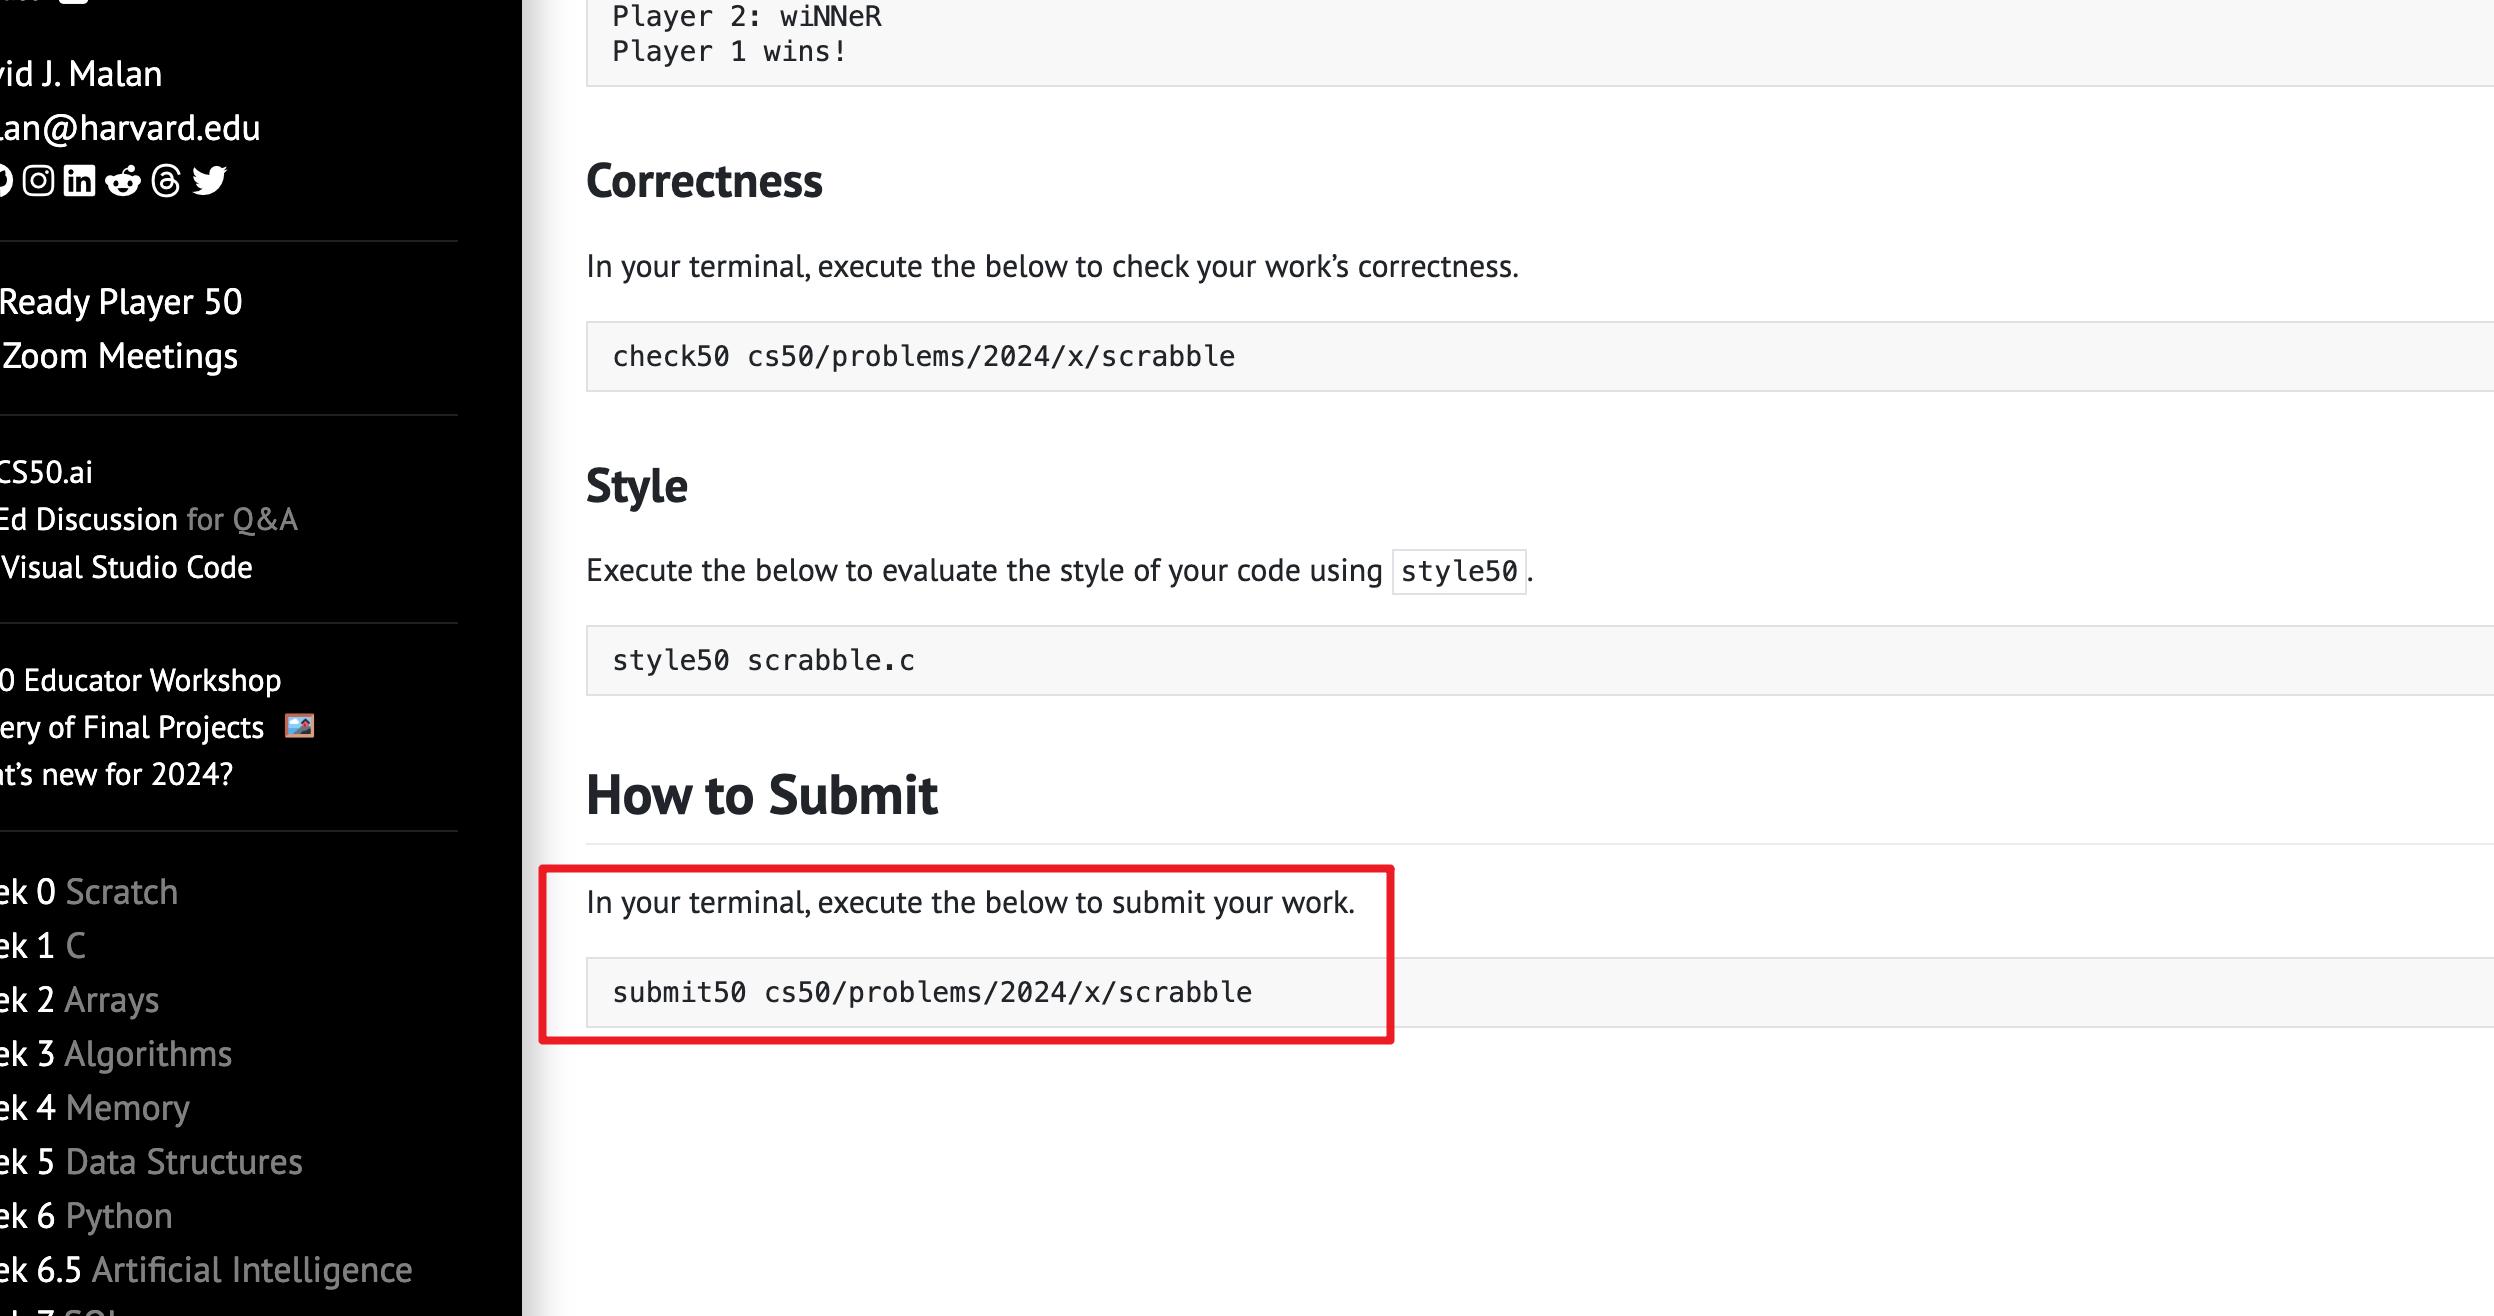 vid J. Malan
lan@harvard.edu
Ready Player 50
Zoom Meetings
CS50.ai
Ed Discussion for Q&A
Visual Studio Code
0 Educator Workshop
ery of Final Projects
at's new for 2024?
ek 0 Scratch
ek 1 C
ek 2 Arrays
ek 3 Algorithms
ek 4 Memory
ek 5 Data Structures
ek 6 Python
ek 6.5 Artificial Intelligence
Player 2: wiNNeR
Player 1 wins!
Correctness
In your terminal, execute the below to check your work’s correctness.
check50 cs50/problems/2024/x/scrabble
Style
Execute the below to evaluate the style of your code using style50.
style50 scrabble.c
How to Submit
In your terminal, execute the below to submit your work.
submit50 cs50/problems/2024/x/scrabble